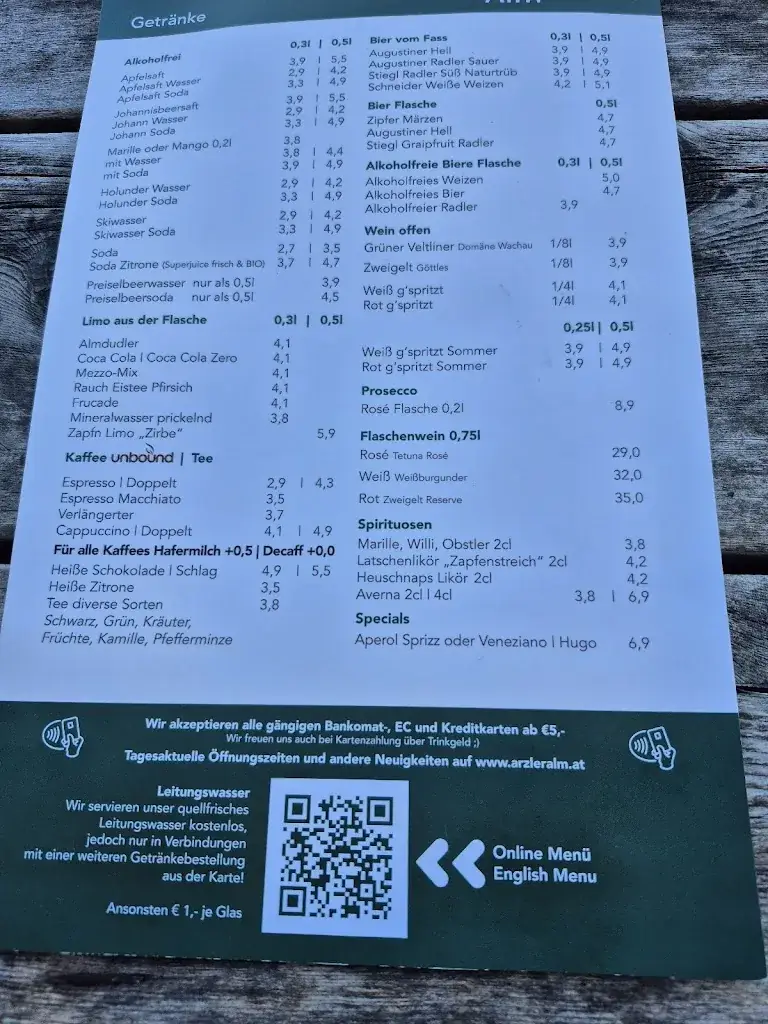 Getränke
Alkoholfrei 0,3l | 0,5l
Apfelsaft 3,9 | 5,5
Apfelsaft Wasser 2,9 | 4,2
Apfelsaft Soda 3,3 | 4,9
Johannisbeersaft 3,9 | 5,5
Johann Wasser 2,9 | 4,2
Johann Soda 3,3 | 4,9
Marille oder Mango 0,2l 3,8
mit Wasser 3,8 | 4,4
mit Soda 3,9 | 4,9
Holunder Wasser 2,9 | 4,2
Holunder Soda 3,3 | 4,9
Skiwasser 2,9 | 4,2
Skiwasser Soda 3,3 | 4,9
Soda 2,7 | 3,5
Soda Zitrone (Superjuice frisch & BIO) 3,7 | 4,7
Preiselbeerwasser nur als 0,5l 3,9
Preiselbeersoda nur als 0,5l 4,5
Limo aus der Flasche 0,3l | 0,5l
Almdudler 4,1
Coca Cola | Coca Cola Zero 4,1
Mezzo-Mix 4,1
Rauch Eistee Pfirsich 4,1
Frucade 4,1
Mineralwasser prickelnd 3,8
Zapfn Limo „Zirbe“ 5,9
Kaffee unbound | Tee
Espresso | Doppelt 2,9 | 4,3
Espresso Macchiato 3,5
Verlängerter 3,7
Cappuccino | Doppelt 4,1 | 4,9
Für alle Kaffees Hafermilch +0,5 | Decaff +0,0
Heiße Schokolade | Schlag 4,9 | 5,5
Heiße Zitrone 3,5
Tee diverse Sorten 3,8
Schwarz, Grün, Kräuter,
Früchte, Kamille, Pfefferminze
Bier vom Fass 0,3l | 0,5l
Augustiner Hell 3,9 | 4,9
Augustiner Radler Sauer 3,9 | 4,9
Stiegl Radler Süß Naturtrüb 3,9 | 4,9
Schneider Weiße Weizen 4,2 | 5,1
Bier Flasche 0,5l
Zipfer Märzen 4,7
Augustiner Hell 4,7
Stiegl Graipfruit Radler 4,7
Alkoholfreie Biere Flasche 0,3l | 0,5l
Alkoholfreies Weizen 5,0
Alkoholfreies Bier 4,7
Alkoholfreier Radler 3,9
Wein offen
Grüner Veltliner Domäne Wachau 1/8l 3,9
Zweigelt Göttles 1/8l 3,9
Weiß g'spritzt 1/4l 4,1
Rot g'spritzt 1/4l 4,1
0,25l | 0,5l
Weiß g'spritzt Sommer 3,9 | 4,9
Rot g'spritzt Sommer 3,9 | 4,9
Prosecco
Rosé Flasche 0,2l 8,9
Flaschenwein 0,75l
Rosé Tetuna Rosé 29,0
Weiß Weißburgunder 32,0
Rot Zweigelt Reserve 35,0
Spirituosen
Marille, Willi, Obstler 2cl 3,8
Latschenlikör „Zapfenstreich“ 2cl 4,2
Heuschnaps Likör 2cl 4,2
Averna 2cl | 4cl 3,8 | 6,9
Specials
Aperol Sprizz oder Veneziano | Hugo 6,9
Wir akzeptieren alle gängigen Bankomat-, EC und Kreditkarten ab €5,-
Wir freuen uns auch bei Kartenzahlung über Trinkgeld ;)
Tagesaktuelle Öffnungszeiten und andere Neuigkeiten auf www.arzleralm.at
Leitungswasser
Wir servieren unser quellfrisches
Leitungswasser kostenlos,
jedoch nur in Verbindungen
mit einer weiteren Getränkebestellung
aus der Karte!
Ansonsten € 1,- je Glas
Online Menü
English Menu